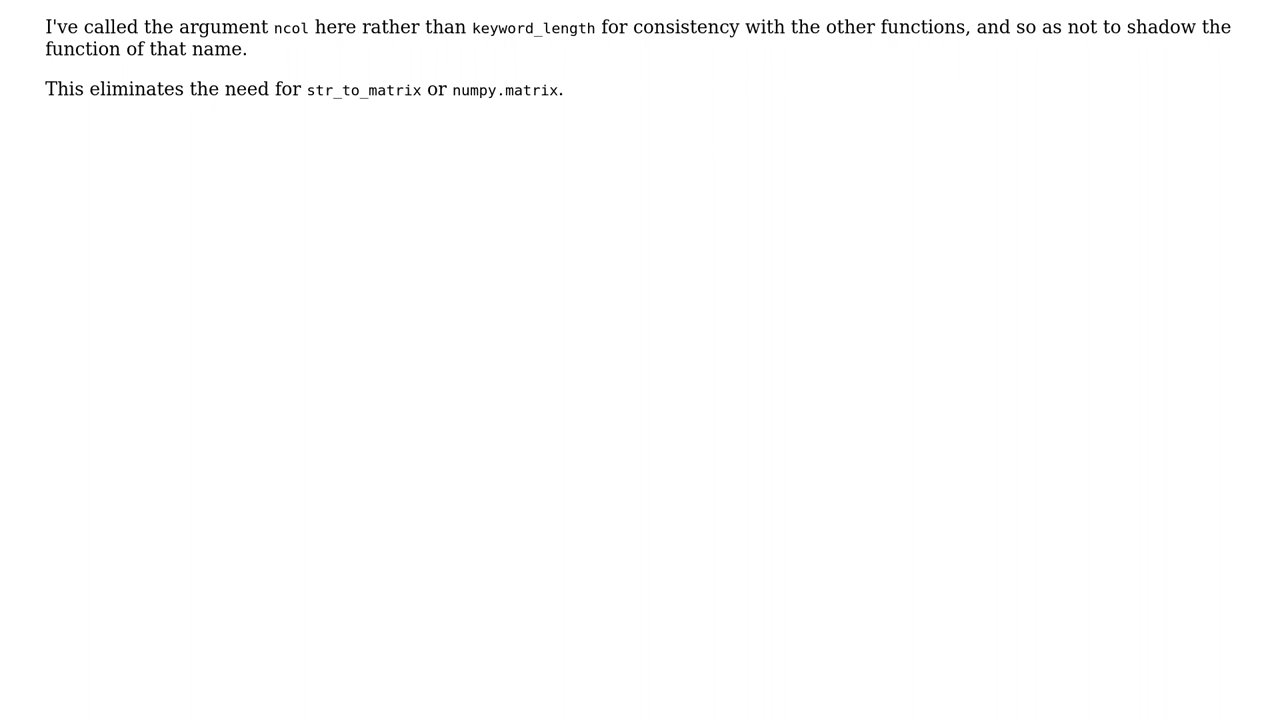 I've called the argument ncol here rather than keyword_length for consistency with the other functions, and so as not to shadow the
function of that name.
This eliminates the need for str_to_matrix or numpy.matrix.